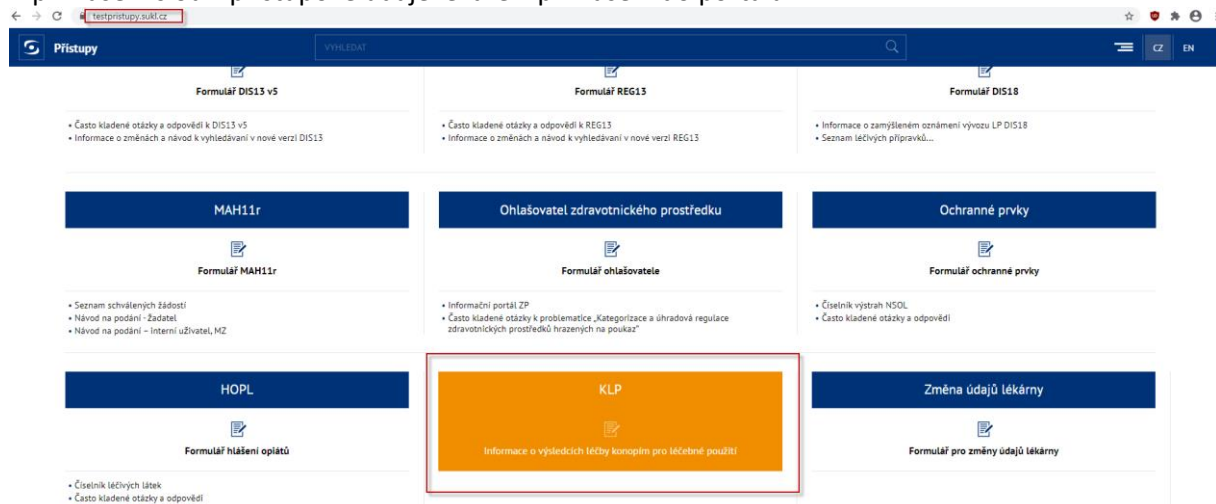 testpristupy.sukl.cz
Přístupy
VYHLEDAT
CZ
EN
Formulář DIS13 v5
Formulář REG13
Formulář DIS18
• Často kladené otázky a odpovědi k DIS13 v5
• Informace o změnách a návod k vyhledávaní v nové verzi DIS13
• Často kladené otázky a odpovědi k REG13
• Informace o změnách a návod k vyhledávaní v nové verzi REG13
• Informace o zamýšleném oznámení vývozu LP DIS18
• Seznam léčivých přípravků...
MAH11r
Ohlašovatel zdravotnického prostředku
Ochranné prvky
Formulář MAH11r
Formulář ohlašovatele
Formulář ochranné prvky
• Seznam schválených žádostí
• Návod na podání - žadatel
• Návod na podání – interní uživatel, MZ
• Informační portál ZP
• Často kladené otázky k problematice „Kategorizace a úhradová regulace
zdravotnických prostředků hrazených na poukaz"
• Číselník výstrah NSOL
• Často kladené otázky a odpovědi
HOPL
KLP
Změna údajů lékárny
Formulář hlášení opiátů
Informace o výsledcích léčby konopím pro léčebné použití
Formulář pro změny údajů lékárny
• Číselník léčivých látek
• Často kladené otázky a odpovědi